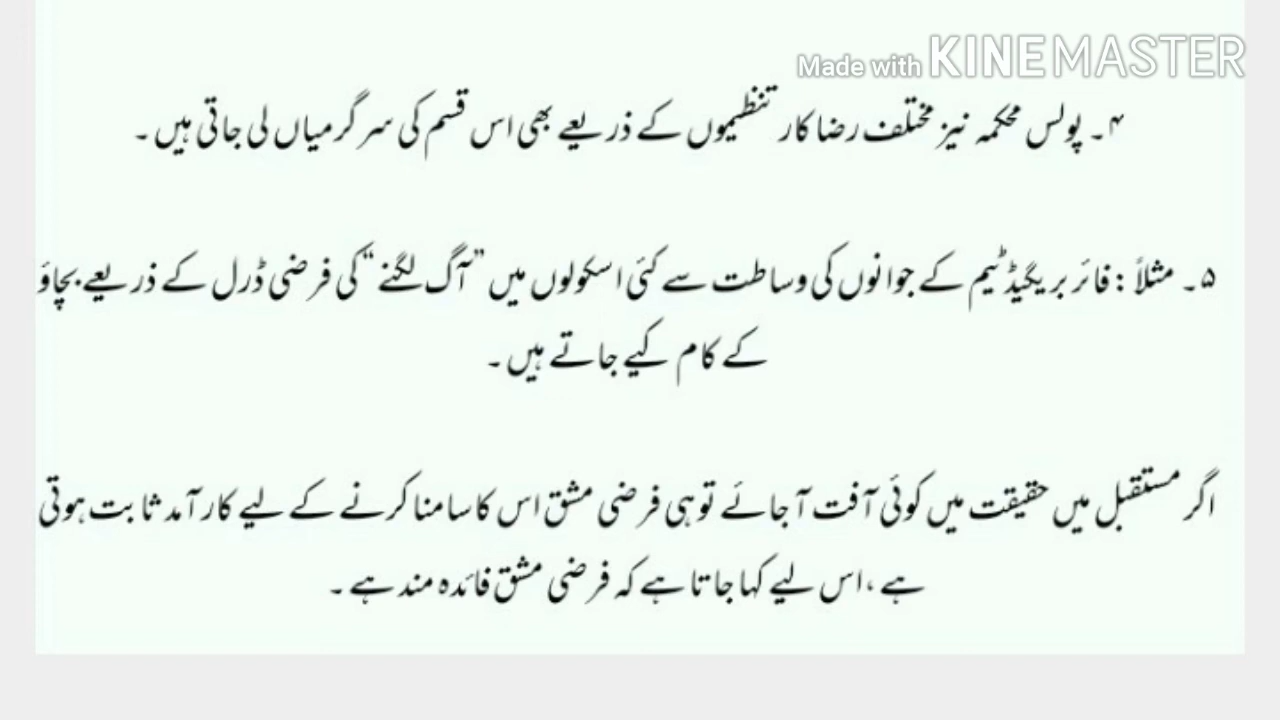 Made with KINEMASTER
۴۔ پولس محکمہ نیز مختلف رضا کار تنظیموں کے ذریعے بھی اس قسم کی سرگرمیاں لی جاتی ہیں۔
۵۔ مثلاً : فائر بریگیڈ ٹیم کے جوانوں کی وساطت سے کئی اسکولوں میں ”آگ لگنے“ کی فرضی ڈرل کے ذریعے بچاؤ
کے کام کیے جاتے ہیں۔
اگر مستقبل میں حقیقت میں کوئی آفت آ جائے تو ہی فرضی مشق اس کا سامنا کرنے کے لیے کار آمد ثابت ہوتی
ہے ،اس لیے کہا جاتا ہے کہ فرضی مشق فائدہ مند ہے۔